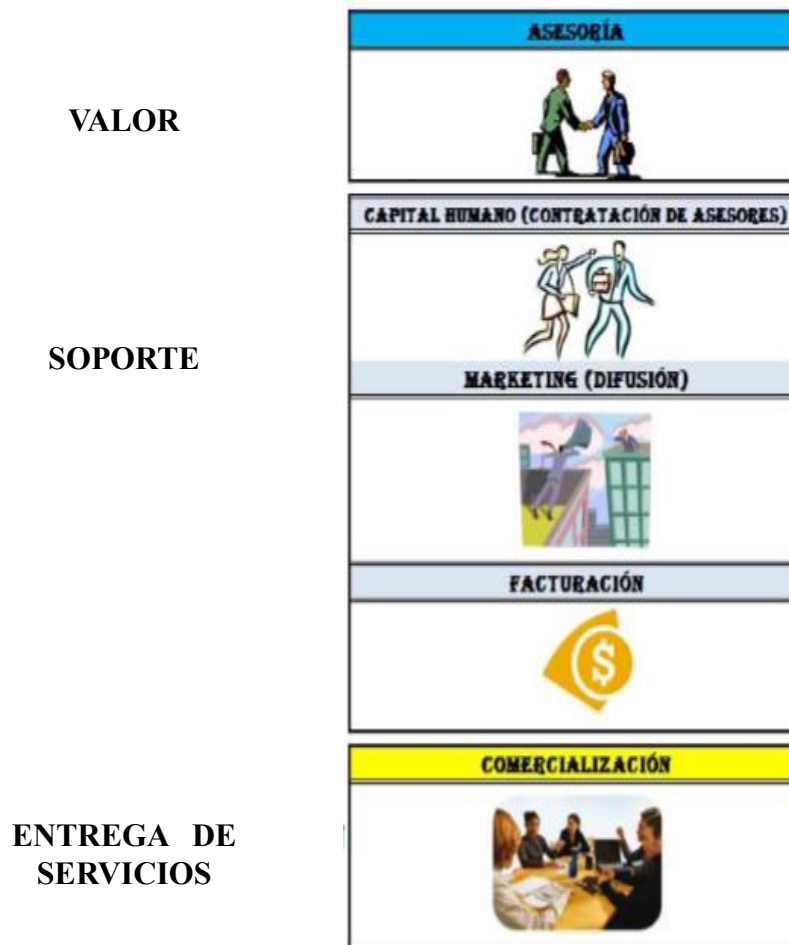 ASESORÍA
VALOR
CAPITAL HUMANO (CONTRATACIÓN DE ASESORES)
SOPORTE
MARKETING (DIFUSIÓN)
FACTURACIÓN
$
COMERCIALIZACIÓN
ENTREGA DE
SERVICIOS